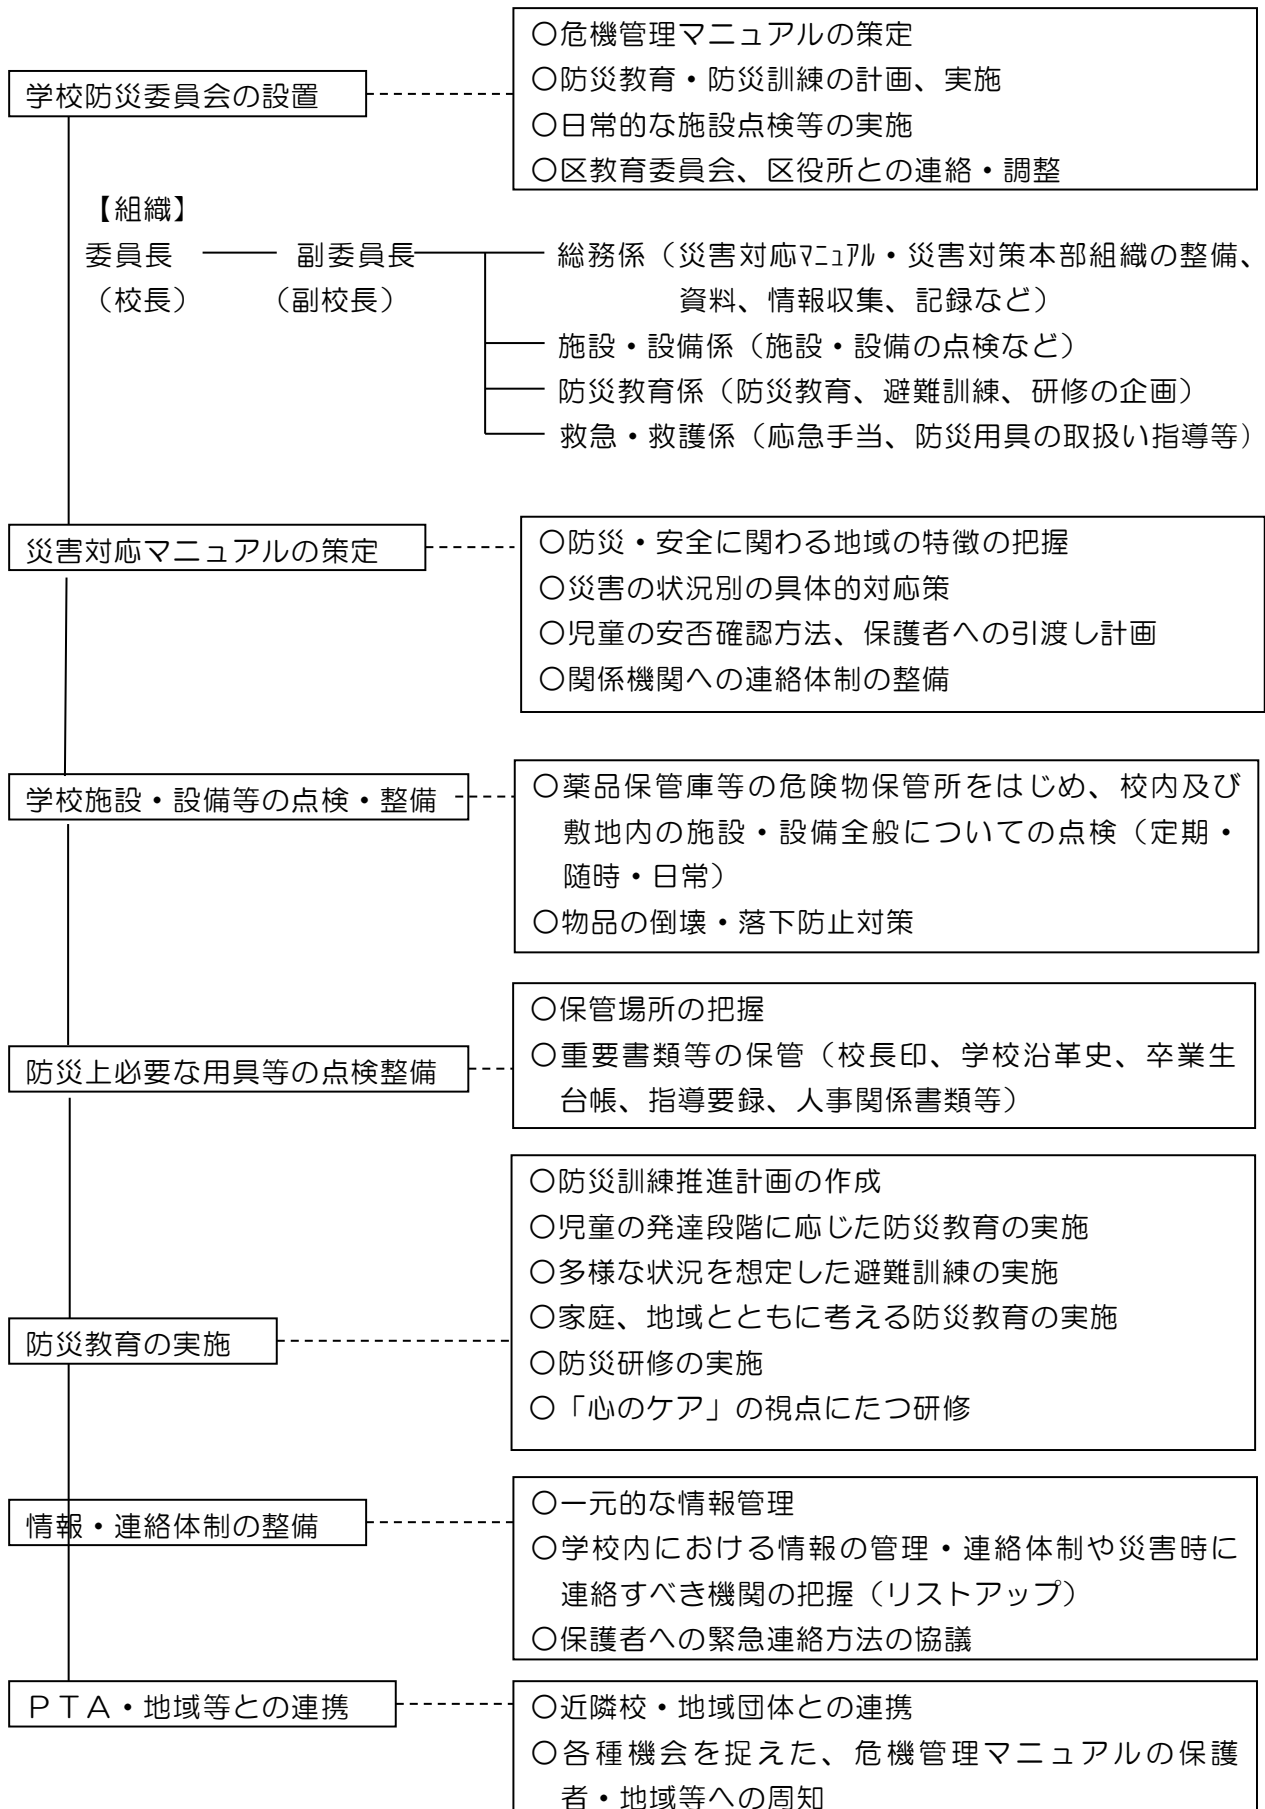 学校防災委員会の設置
〇危機管理マニュアルの策定
〇防災教育・防災訓練の計画、実施
〇日常的な施設点検等の実施
〇区教育委員会、区役所との連絡・調整
【組織】
委員長 副委員長 総務係（災害対応ﾏﾆｭｱﾙ・災害対策本部組織の整備、
（校長） （副校長） 資料、情報収集、記録など）
施設・設備係（施設・設備の点検など）
防災教育係（防災教育、避難訓練、研修の企画）
救急・救護係（応急手当、防災用具の取扱い指導等）
災害対応マニュアルの策定
〇防災・安全に関わる地域の特徴の把握
〇災害の状況別の具体的対応策
〇児童の安否確認方法、保護者への引渡し計画
〇関係機関への連絡体制の整備
学校施設・設備等の点検・整備
〇薬品保管庫等の危険物保管所をはじめ、校内及び
敷地内の施設・設備全般についての点検（定期・
随時・日常）
〇物品の倒壊・落下防止対策
防災上必要な用具等の点検整備
〇保管場所の把握
〇重要書類等の保管（校長印、学校沿革史、卒業生
台帳、指導要録、人事関係書類等）
防災教育の実施
〇防災訓練推進計画の作成
〇児童の発達段階に応じた防災教育の実施
〇多様な状況を想定した避難訓練の実施
〇家庭、地域とともに考える防災教育の実施
〇防災研修の実施
〇「心のケア」の視点にたつ研修
情報・連絡体制の整備
〇一元的な情報管理
〇学校内における情報の管理・連絡体制や災害時に
連絡すべき機関の把握（リストアップ）
〇保護者への緊急連絡方法の協議
ＰＴＡ・地域等との連携
〇近隣校・地域団体との連携
〇各種機会を捉えた、危機管理マニュアルの保護
者・地域等への周知